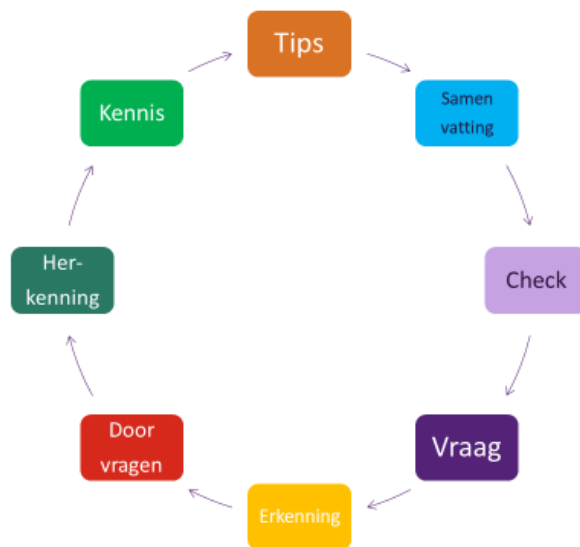 Tips
Samen
vatting
Check
Vraag
Erkenning
Door
vragen
Her-
kenning
Kennis